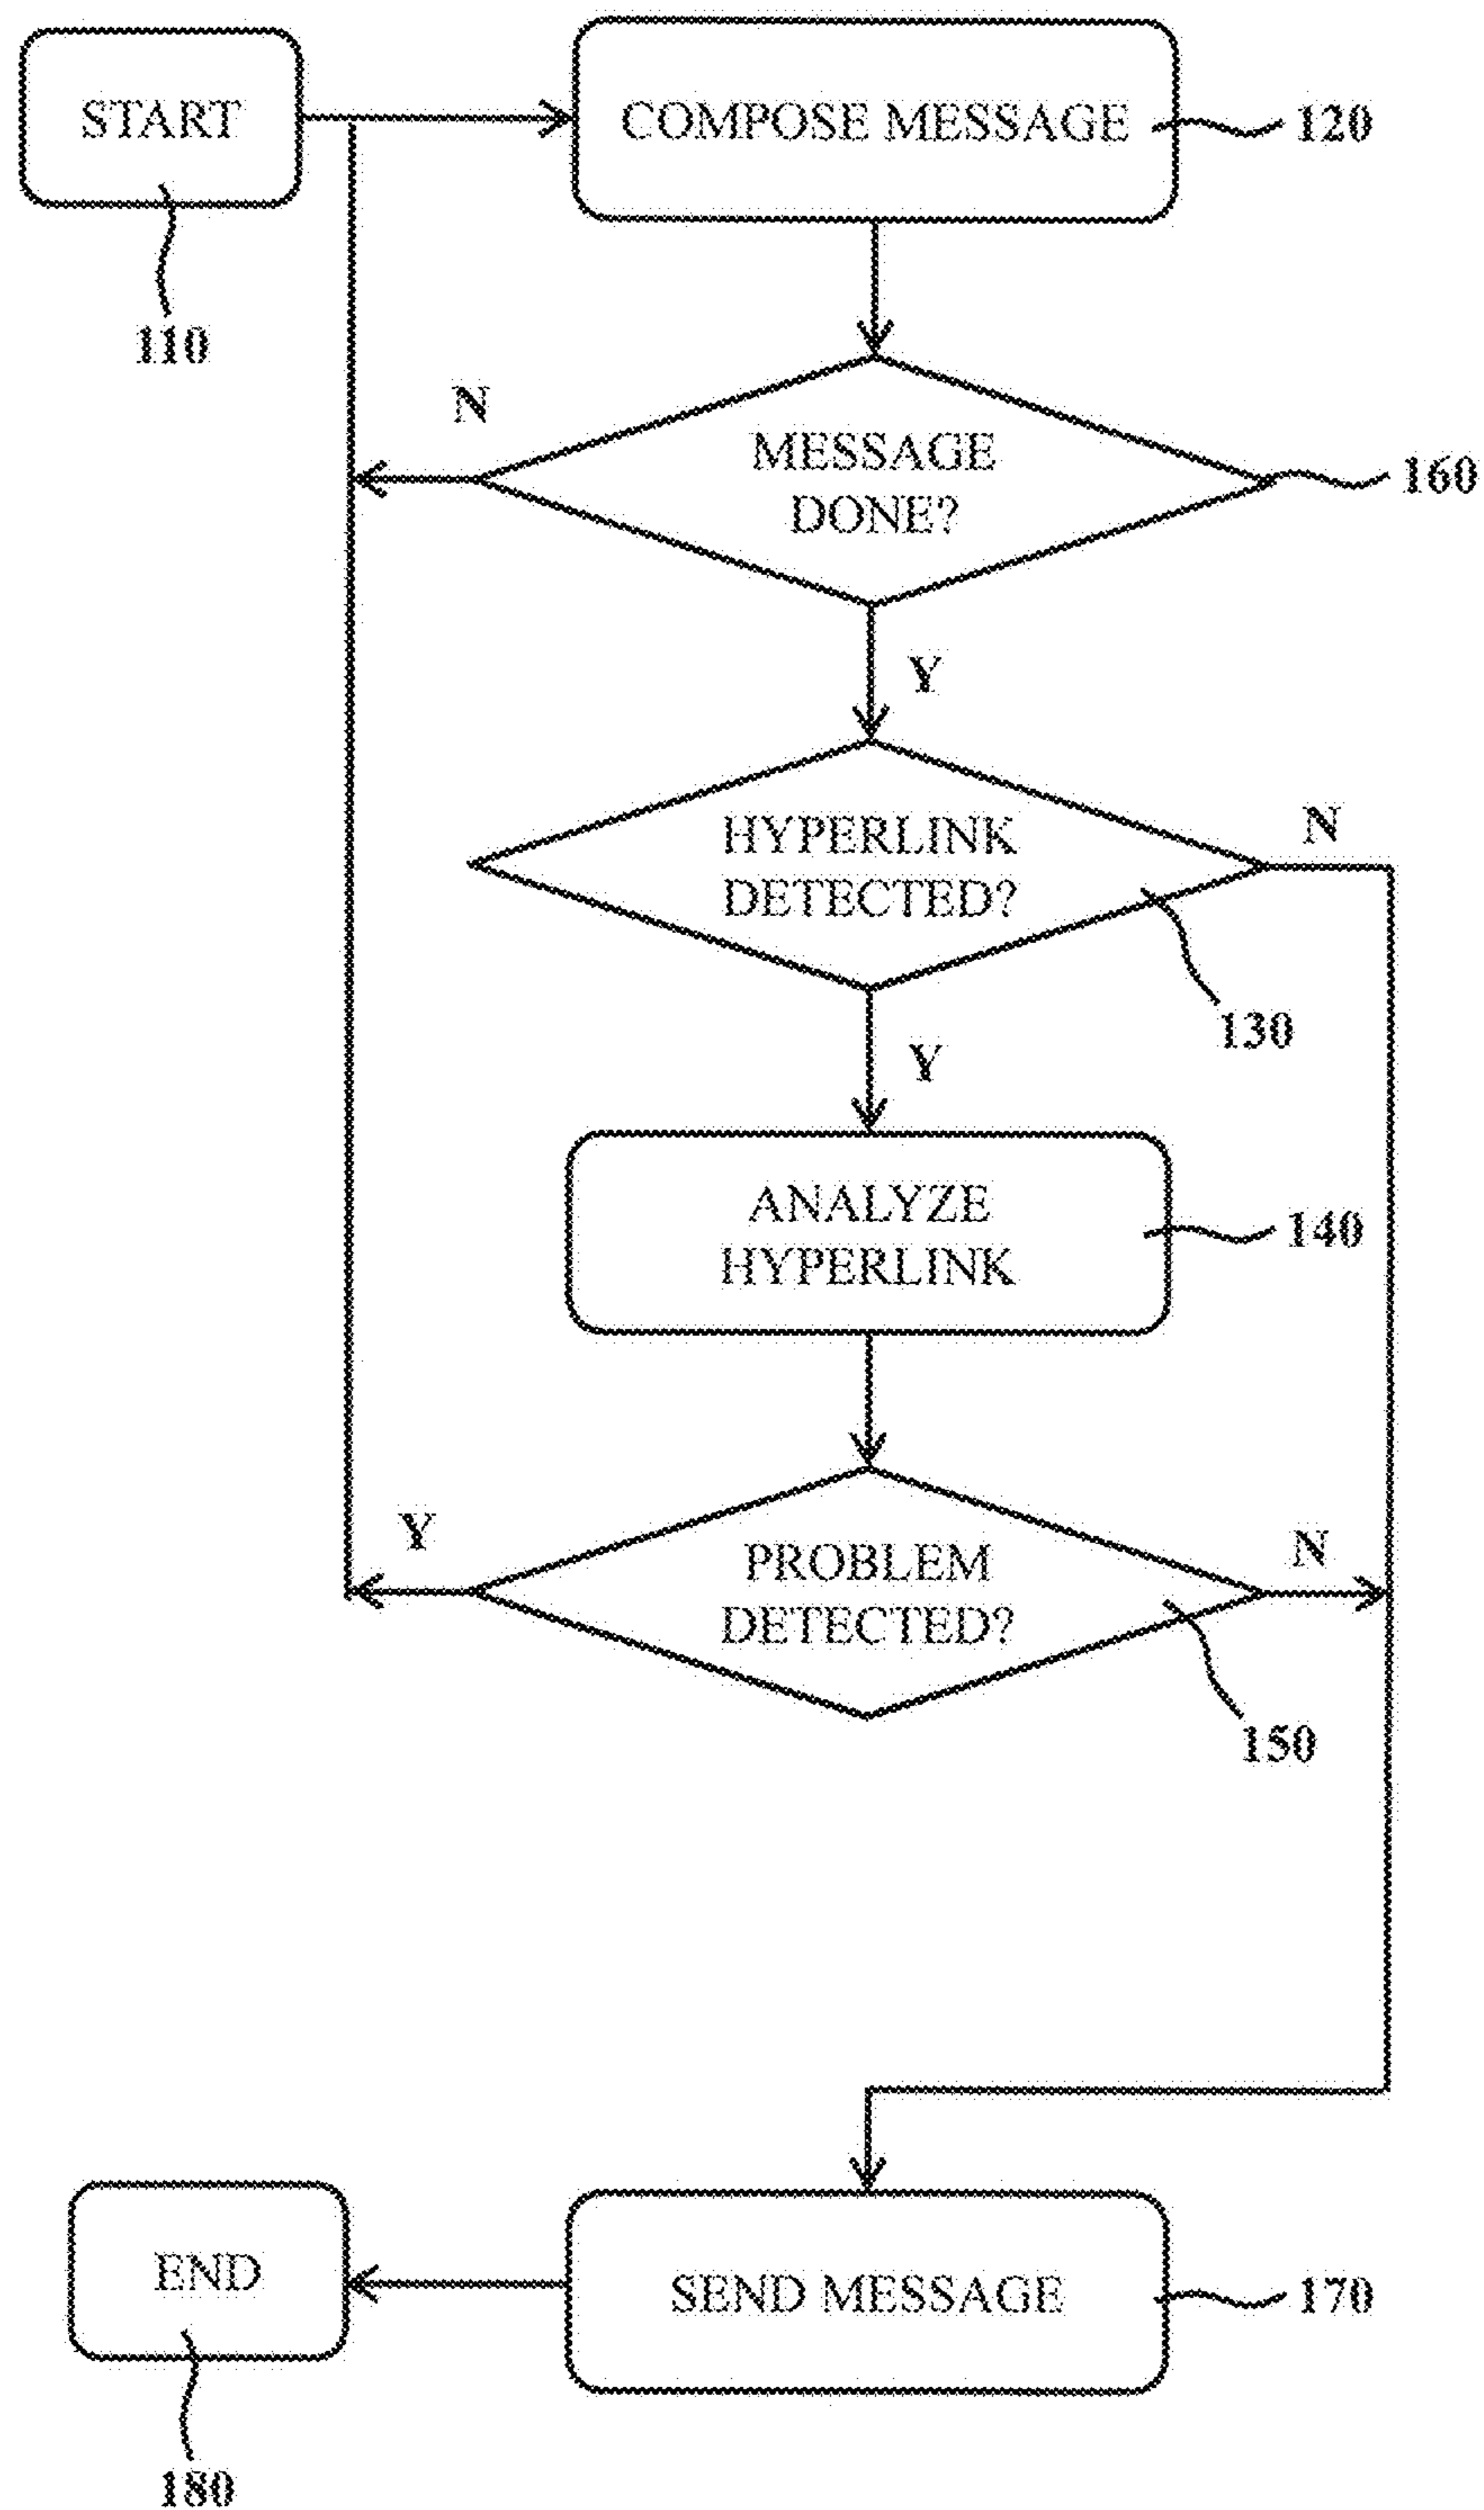 START
COMPOSE MESSAGE
120
110
N
MESSAGE
DONE?
160
Y
HYPERLINK
DETECTED?
N
130
Y
ANALYZE
HYPERLINK
140
Y
PROBLEM
DETECTED?
N
150
END
SEND MESSAGE
170
180